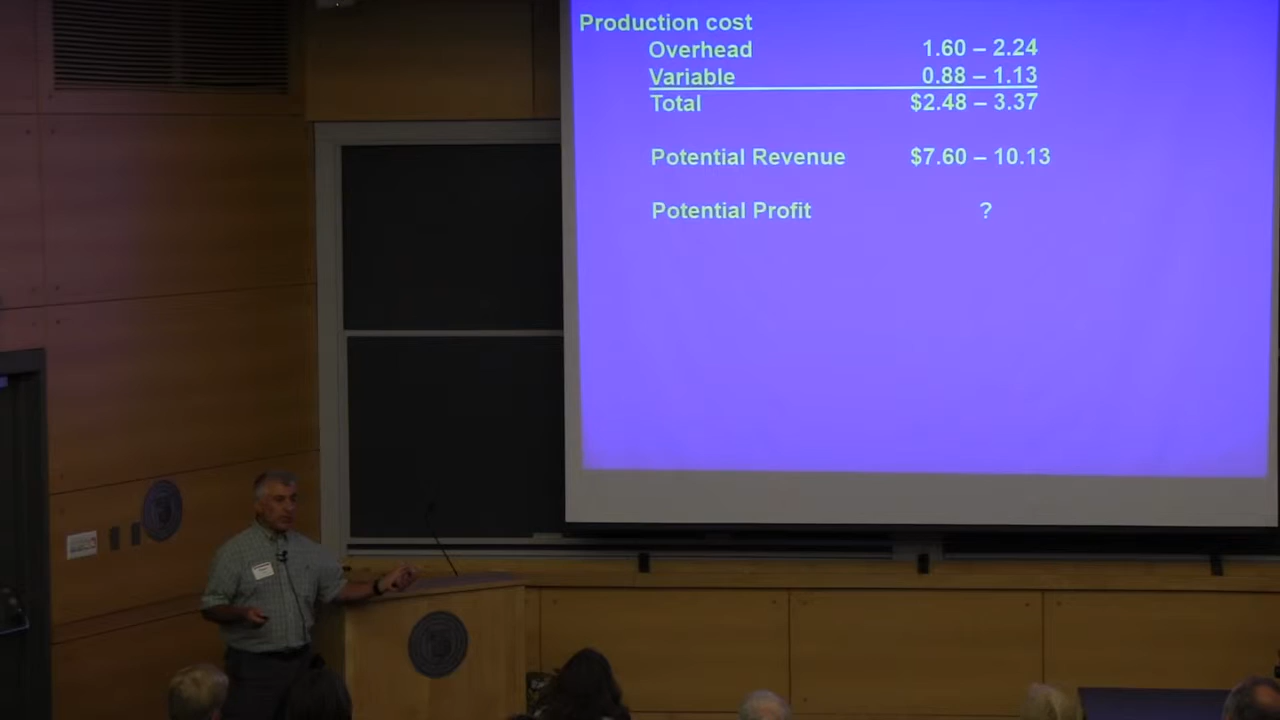 Production cost
Overhead 1.60 – 2.24
Variable 0.88 – 1.13
Total $2.48 – 3.37
Potential Revenue $7.60 – 10.13
Potential Profit ?